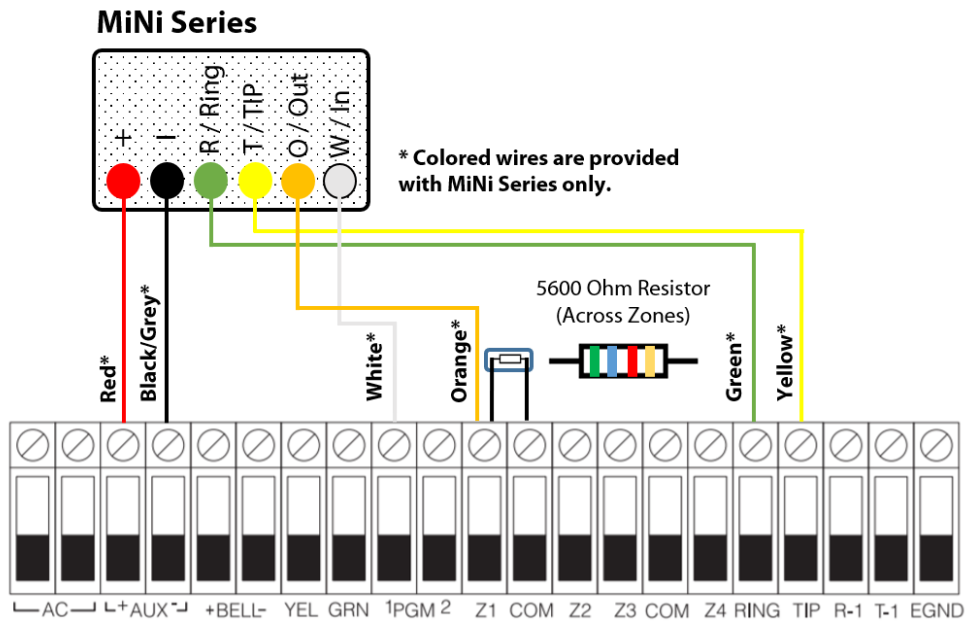 MiNi Series
+
–
R / Ring
T / TIP
O / Out
W / In
* Colored wires are provided
with MiNi Series only.
5600 Ohm Resistor
(Across Zones)
Red*
Black/Grey*
White*
Orange*
Green*
Yellow*
AC + AUX - +BELL– YEL GRN 1PGM 2 Z1 COM Z2 Z3 COM Z4 RING TIP R-1 T-1 EGND